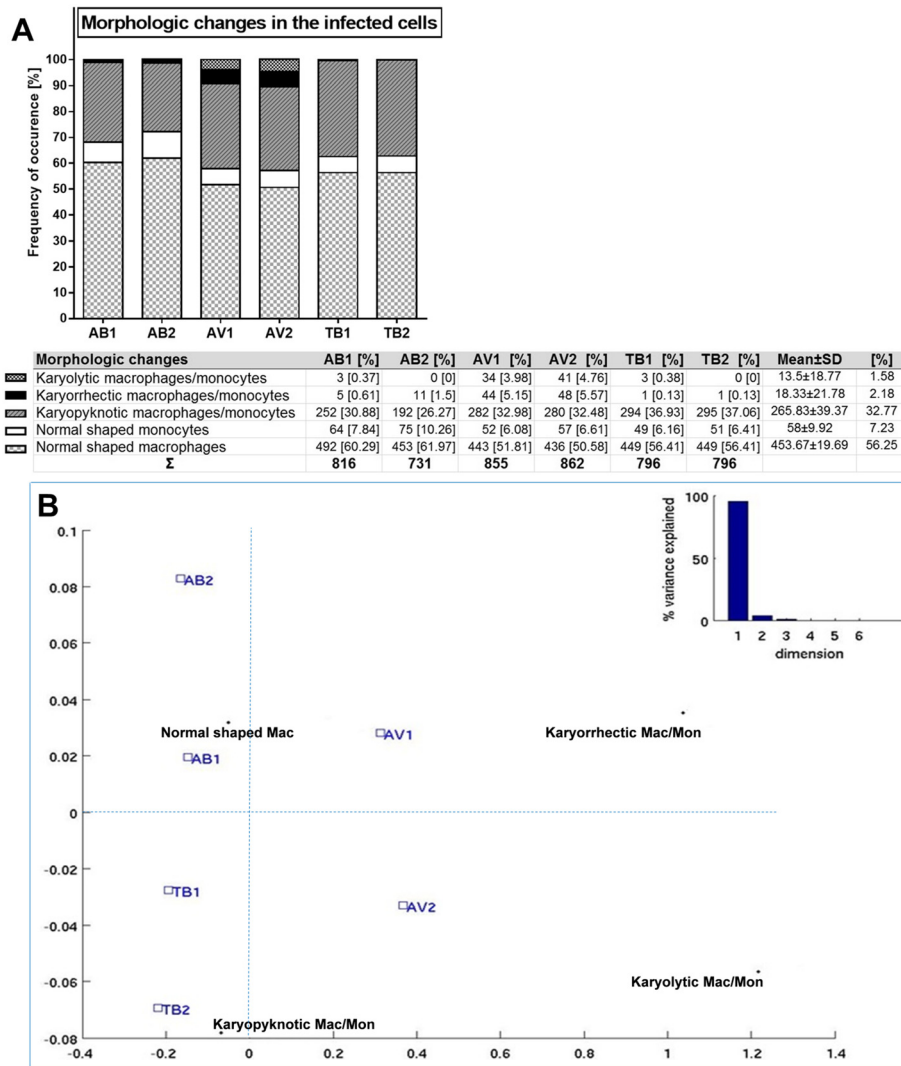 A
Morphologic changes in the infected cells
Frequency of occurence [%]
100
90
80
70
60
50
40
30
20
10
0
AB1 AB2 AV1 AV2 TB1 TB2
Morphologic changes AB1 [%] AB2 [%] AV1 [%] AV2 [%] TB1 [%] TB2 [%] Mean±SD [%]
Karyolytic macrophages/monocytes 3 [0.37] 0 [0] 34 [3.98] 41 [4.76] 3 [0.38] 0 [0] 13.5±18.77 1.58
Karyorrhectic macrophages/monocytes 5 [0.61] 11 [1.5] 44 [5.15] 48 [5.57] 1 [0.13] 1 [0.13] 18.33±21.78 2.18
Karyopyknotic macrophages/monocytes 252 [30.88] 192 [26.27] 282 [32.98] 280 [32.48] 294 [36.93] 295 [37.06] 265.83±39.37 32.77
Normal shaped monocytes 64 [7.84] 75 [10.26] 52 [6.08] 57 [6.61] 49 [6.16] 51 [6.41] 58±9.92 7.23
Normal shaped macrophages 492 [60.29] 453 [61.97] 443 [51.81] 436 [50.58] 449 [56.41] 449 [56.41] 453.67±19.69 56.25
Σ 816 731 855 862 796 796
B
% variance explained
100
50
0
1 2 3 4 5 6
dimension
0.1
0.08
0.06
0.04
0.02
0
-0.02
-0.04
-0.06
-0.08
-0.4 -0.2 0 0.2 0.4 0.6 0.8 1 1.2 1.4
AB2
Normal shaped Mac
AV1
Karyorrhectic Mac/Mon
AB1
TB1
AV2
Karyolytic Mac/Mon
TB2
Karyopyknotic Mac/Mon